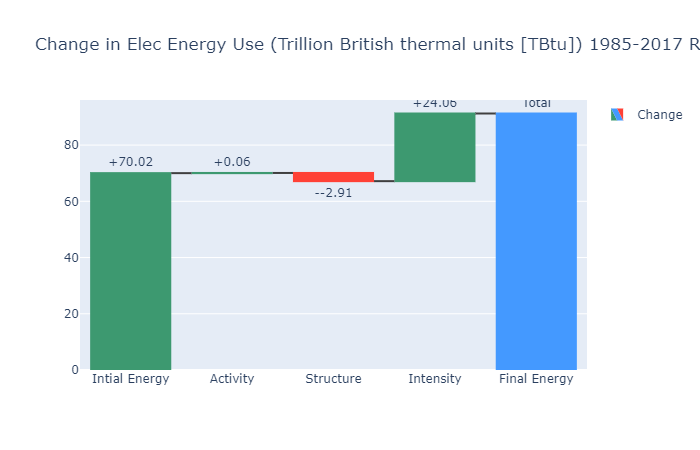 Change in Elec Energy Use (Trillion British thermal units [TBtu]) 1985-2017 R
+24.06
Total
Change
80
+70.02
+0.06
60
--2.91
40
20
0
Intial Energy
Activity
Structure
Intensity
Final Energy